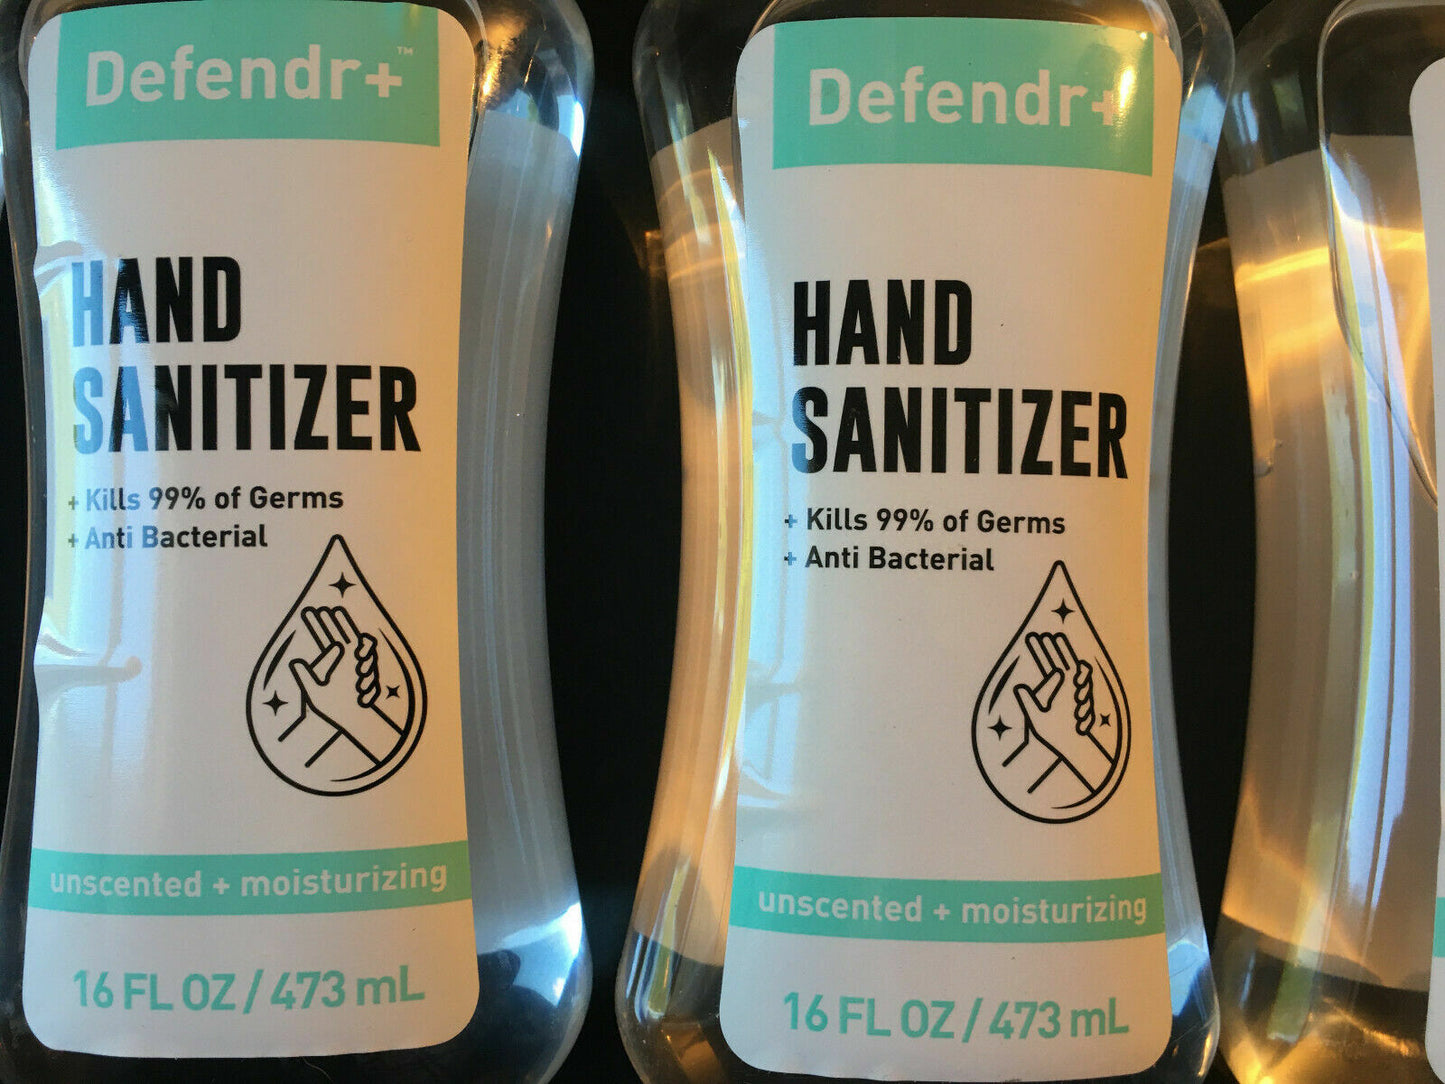 Defendr+™
HAND
SANITIZER
+ Kills 99% of Germs
+ Anti Bacterial
unscented + moisturizing
16 FL OZ / 473 mL
Defendr+
HAND
SANITIZER
+ Kills 99% of Germs
+ Anti Bacterial
unscented + moisturizing
16 FL OZ / 473 mL